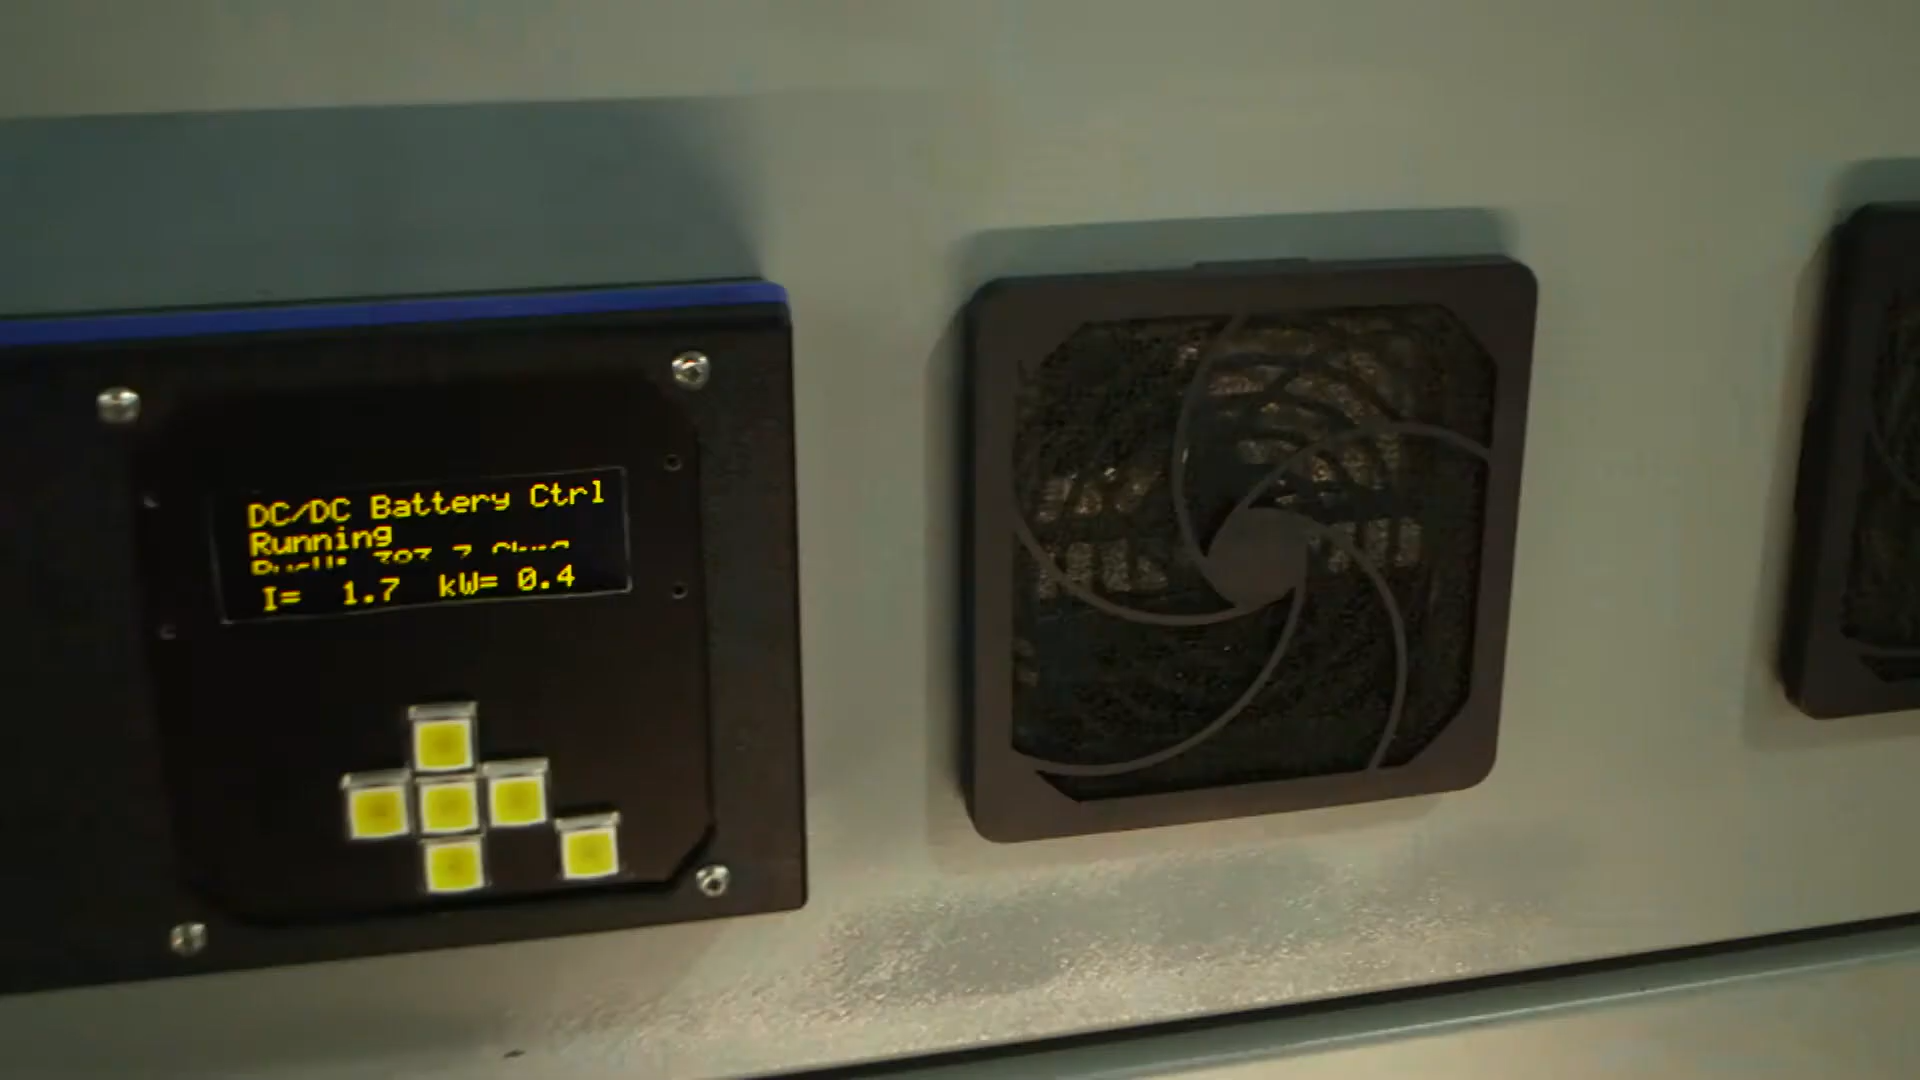 DC/DC Battery Ctrl
Running
I= 1.7 kW= 0.4